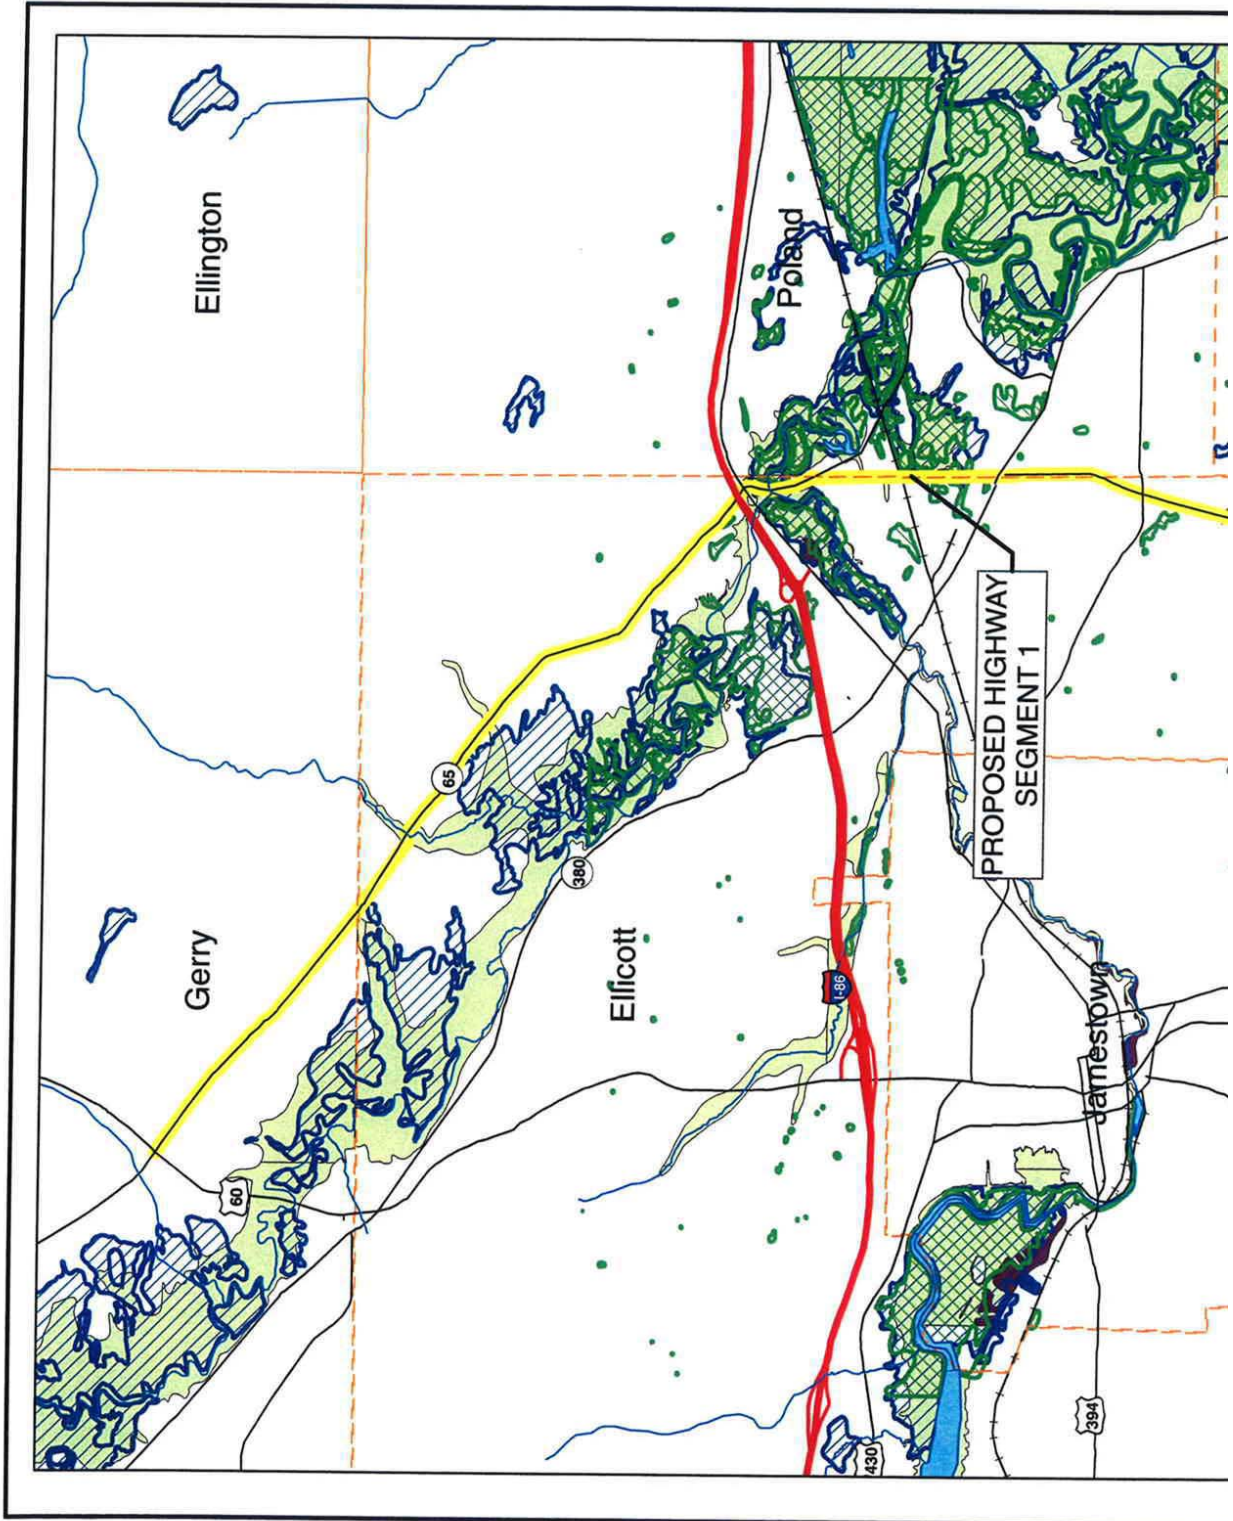 Ellington
Poland
65
Gerry
380
Ellicott
PROPOSED HIGHWAY
SEGMENT 1
I-86
60
Jamestown
430
394